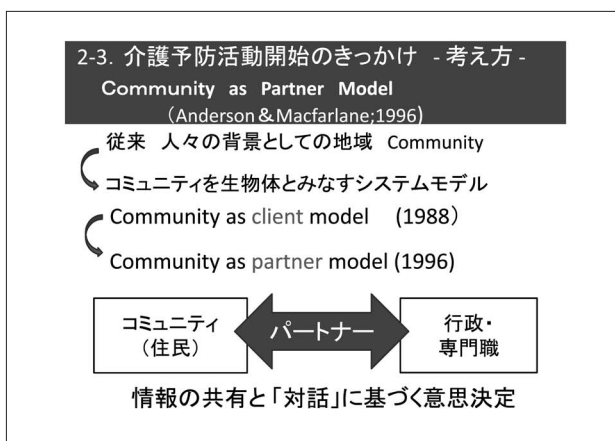 2-3. 介護予防活動開始のきっかけ - 考え方 -
Community as Partner Model
（Anderson＆Macfarlane;1996)
従来 人々の背景としての地域 Community
コミュニティを生物体とみなすシステムモデル
Community as client model (1988）
Community as partner model (1996)
コミュニティ
（住民）
パートナー
行政・
専門職
情報の共有と「対話」に基づく意思決定